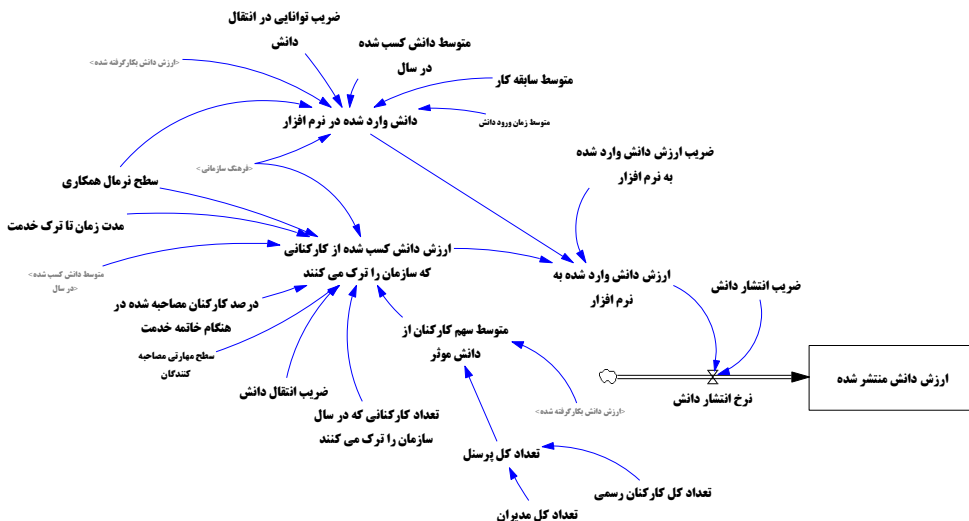 ضریب توانایی در انتقال
دانش
متوسط دانش کسب شده
در سال
<ارزش دانش بکارگرفته شده>
متوسط سابقه کار
متوسط زمان ورود دانش
دانش وارد شده در نرم افزار
ضریب ارزش دانش وارد شده
به نرم افزار
<فرهنگ سازمانی>
سطح نرمال همکاری
مدت زمان تا ترک خدمت
ارزش دانش کسب شده از کارکنانی
که سازمان را ترک می کنند
ارزش دانش وارد شده به
نرم افزار
ضریب انتشار دانش
<متوسط دانش کسب شده
در سال>
درصد کارکنان مصاحبه شده در
هنگام خاتمه خدمت
متوسط سهم کارکنان از
دانش موثر
سطح مهارتی مصاحبه
کنندگان
ارزش دانش منتشر شده
نرخ انتشار دانش
ضریب انتقال دانش
<ارزش دانش بکارگرفته شده>
تعداد کارکنانی که در سال
سازمان را ترک می کنند
تعداد کل پرسنل
تعداد کل کارکنان رسمی
تعداد کل مدیران